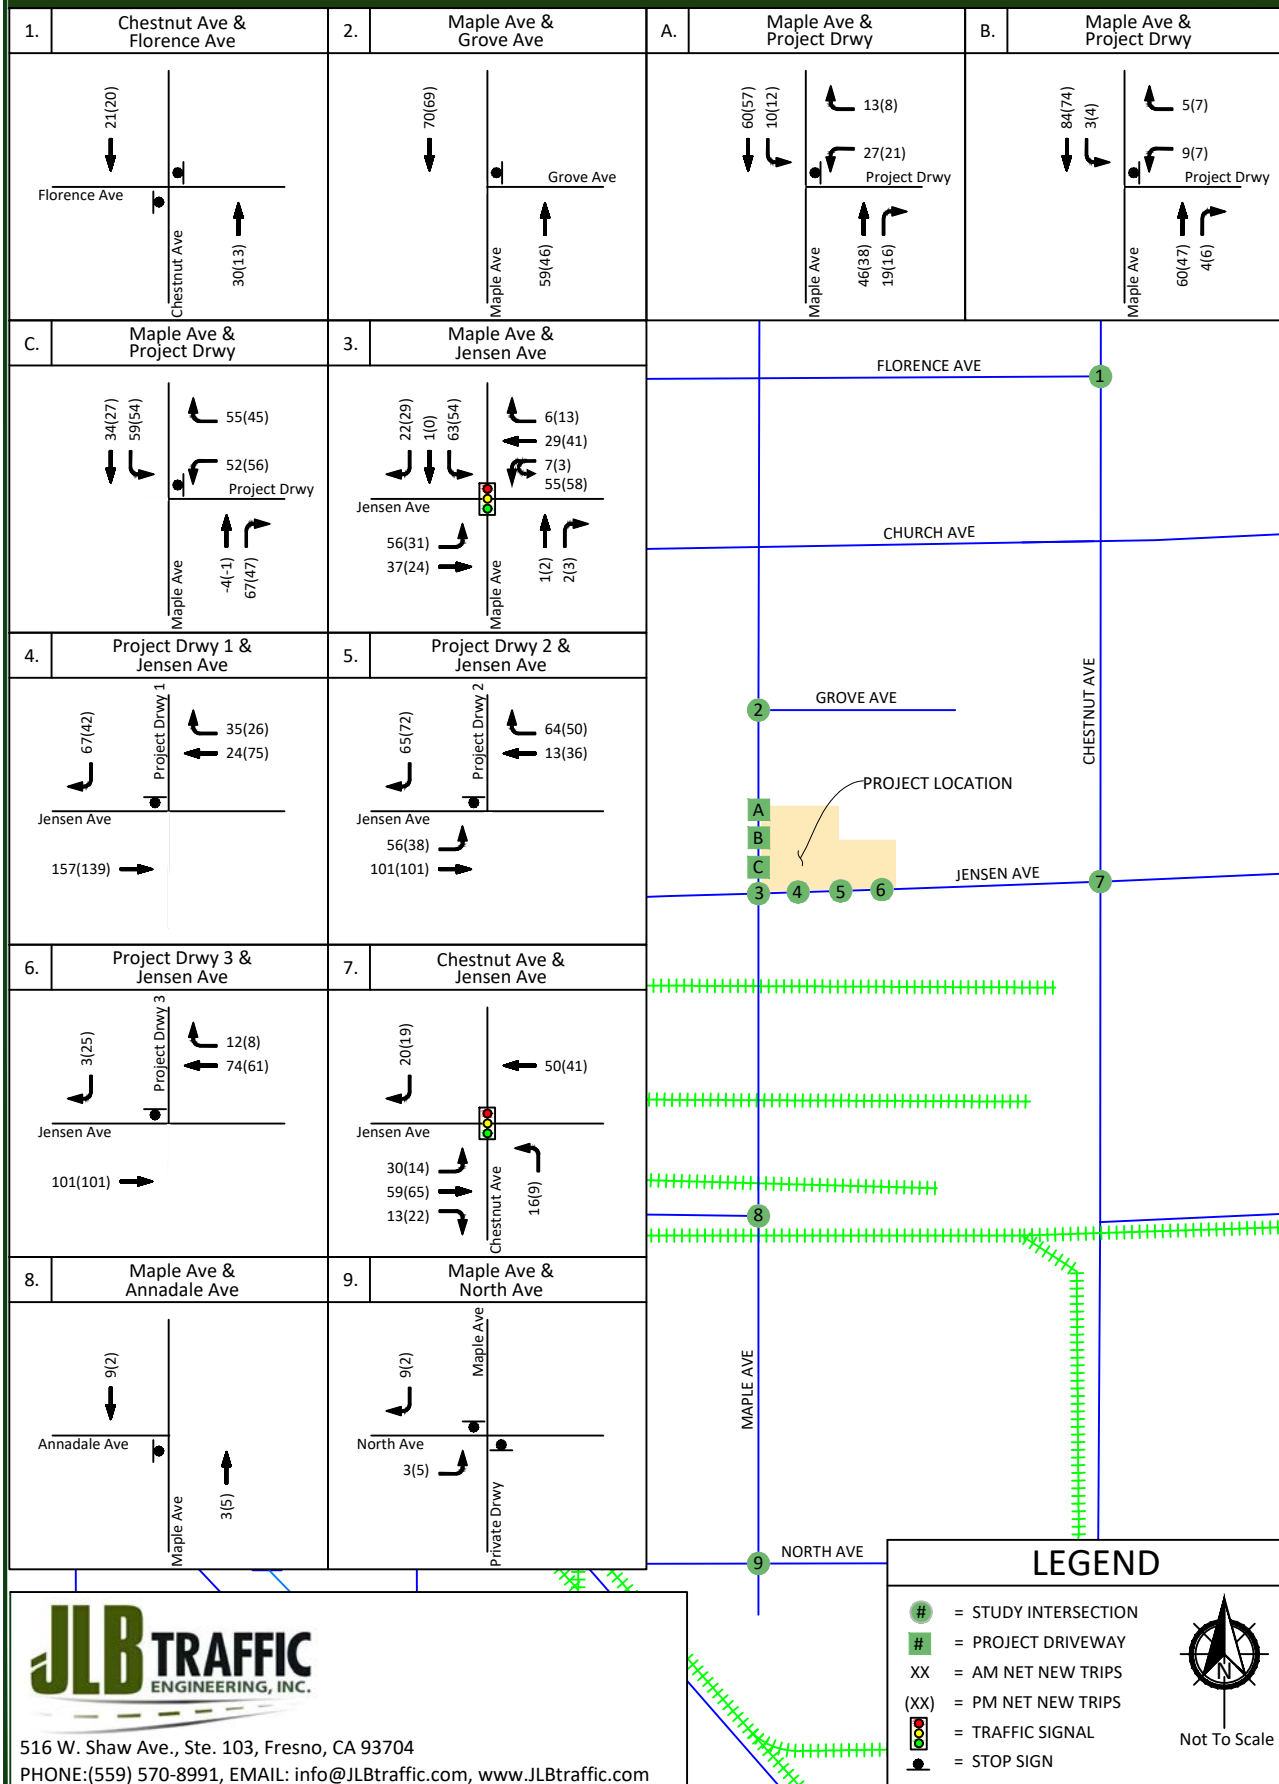 1.
Chestnut Ave &
Florence Ave
21(20)
Florence Ave
Chestnut Ave
30(13)
2.
Maple Ave &
Grove Ave
70(69)
Grove Ave
Maple Ave
59(46)
A.
Maple Ave &
Project Drwy
60(57)
10(12)
13(8)
27(21)
Project Drwy
Maple Ave
46(38)
19(16)
B.
Maple Ave &
Project Drwy
84(74)
3(4)
5(7)
9(7)
Project Drwy
Maple Ave
60(47)
4(6)
C.
Maple Ave &
Project Drwy
34(27)
59(54)
55(45)
52(56)
Project Drwy
Maple Ave
-4(-1)
67(47)
3.
Maple Ave &
Jensen Ave
22(29)
1(0)
63(54)
6(13)
29(41)
7(3)
55(58)
Jensen Ave
56(31)
37(24)
Maple Ave
1(2)
2(3)
4.
Project Drwy 1 &
Jensen Ave
67(42)
Project Drwy 1
35(26)
24(75)
Jensen Ave
157(139)
5.
Project Drwy 2 &
Jensen Ave
65(72)
Project Drwy 2
64(50)
13(36)
Jensen Ave
56(38)
101(101)
6.
Project Drwy 3 &
Jensen Ave
3(25)
Project Drwy 3
12(8)
74(61)
Jensen Ave
101(101)
7.
Chestnut Ave &
Jensen Ave
20(19)
50(41)
Jensen Ave
30(14)
59(65)
13(22)
Chestnut Ave
16(9)
8.
Maple Ave &
Annadale Ave
9(2)
Annadale Ave
Maple Ave
3(5)
9.
Maple Ave &
North Ave
9(2)
Maple Ave
North Ave
3(5)
Private Drwy
FLORENCE AVE
1
CHURCH AVE
CHESTNUT AVE
2
GROVE AVE
PROJECT LOCATION
A
B
C
3
4
5
6
JENSEN AVE
7
8
MAPLE AVE
9
NORTH AVE
LEGEND
# = STUDY INTERSECTION
# = PROJECT DRIVEWAY
XX = AM NET NEW TRIPS
(XX) = PM NET NEW TRIPS
= TRAFFIC SIGNAL
= STOP SIGN
N
Not To Scale
JLB TRAFFIC
ENGINEERING, INC.
516 W. Shaw Ave., Ste. 103, Fresno, CA 93704
PHONE:(559) 570-8991, EMAIL: info@JLBtraffic.com, www.JLBtraffic.com